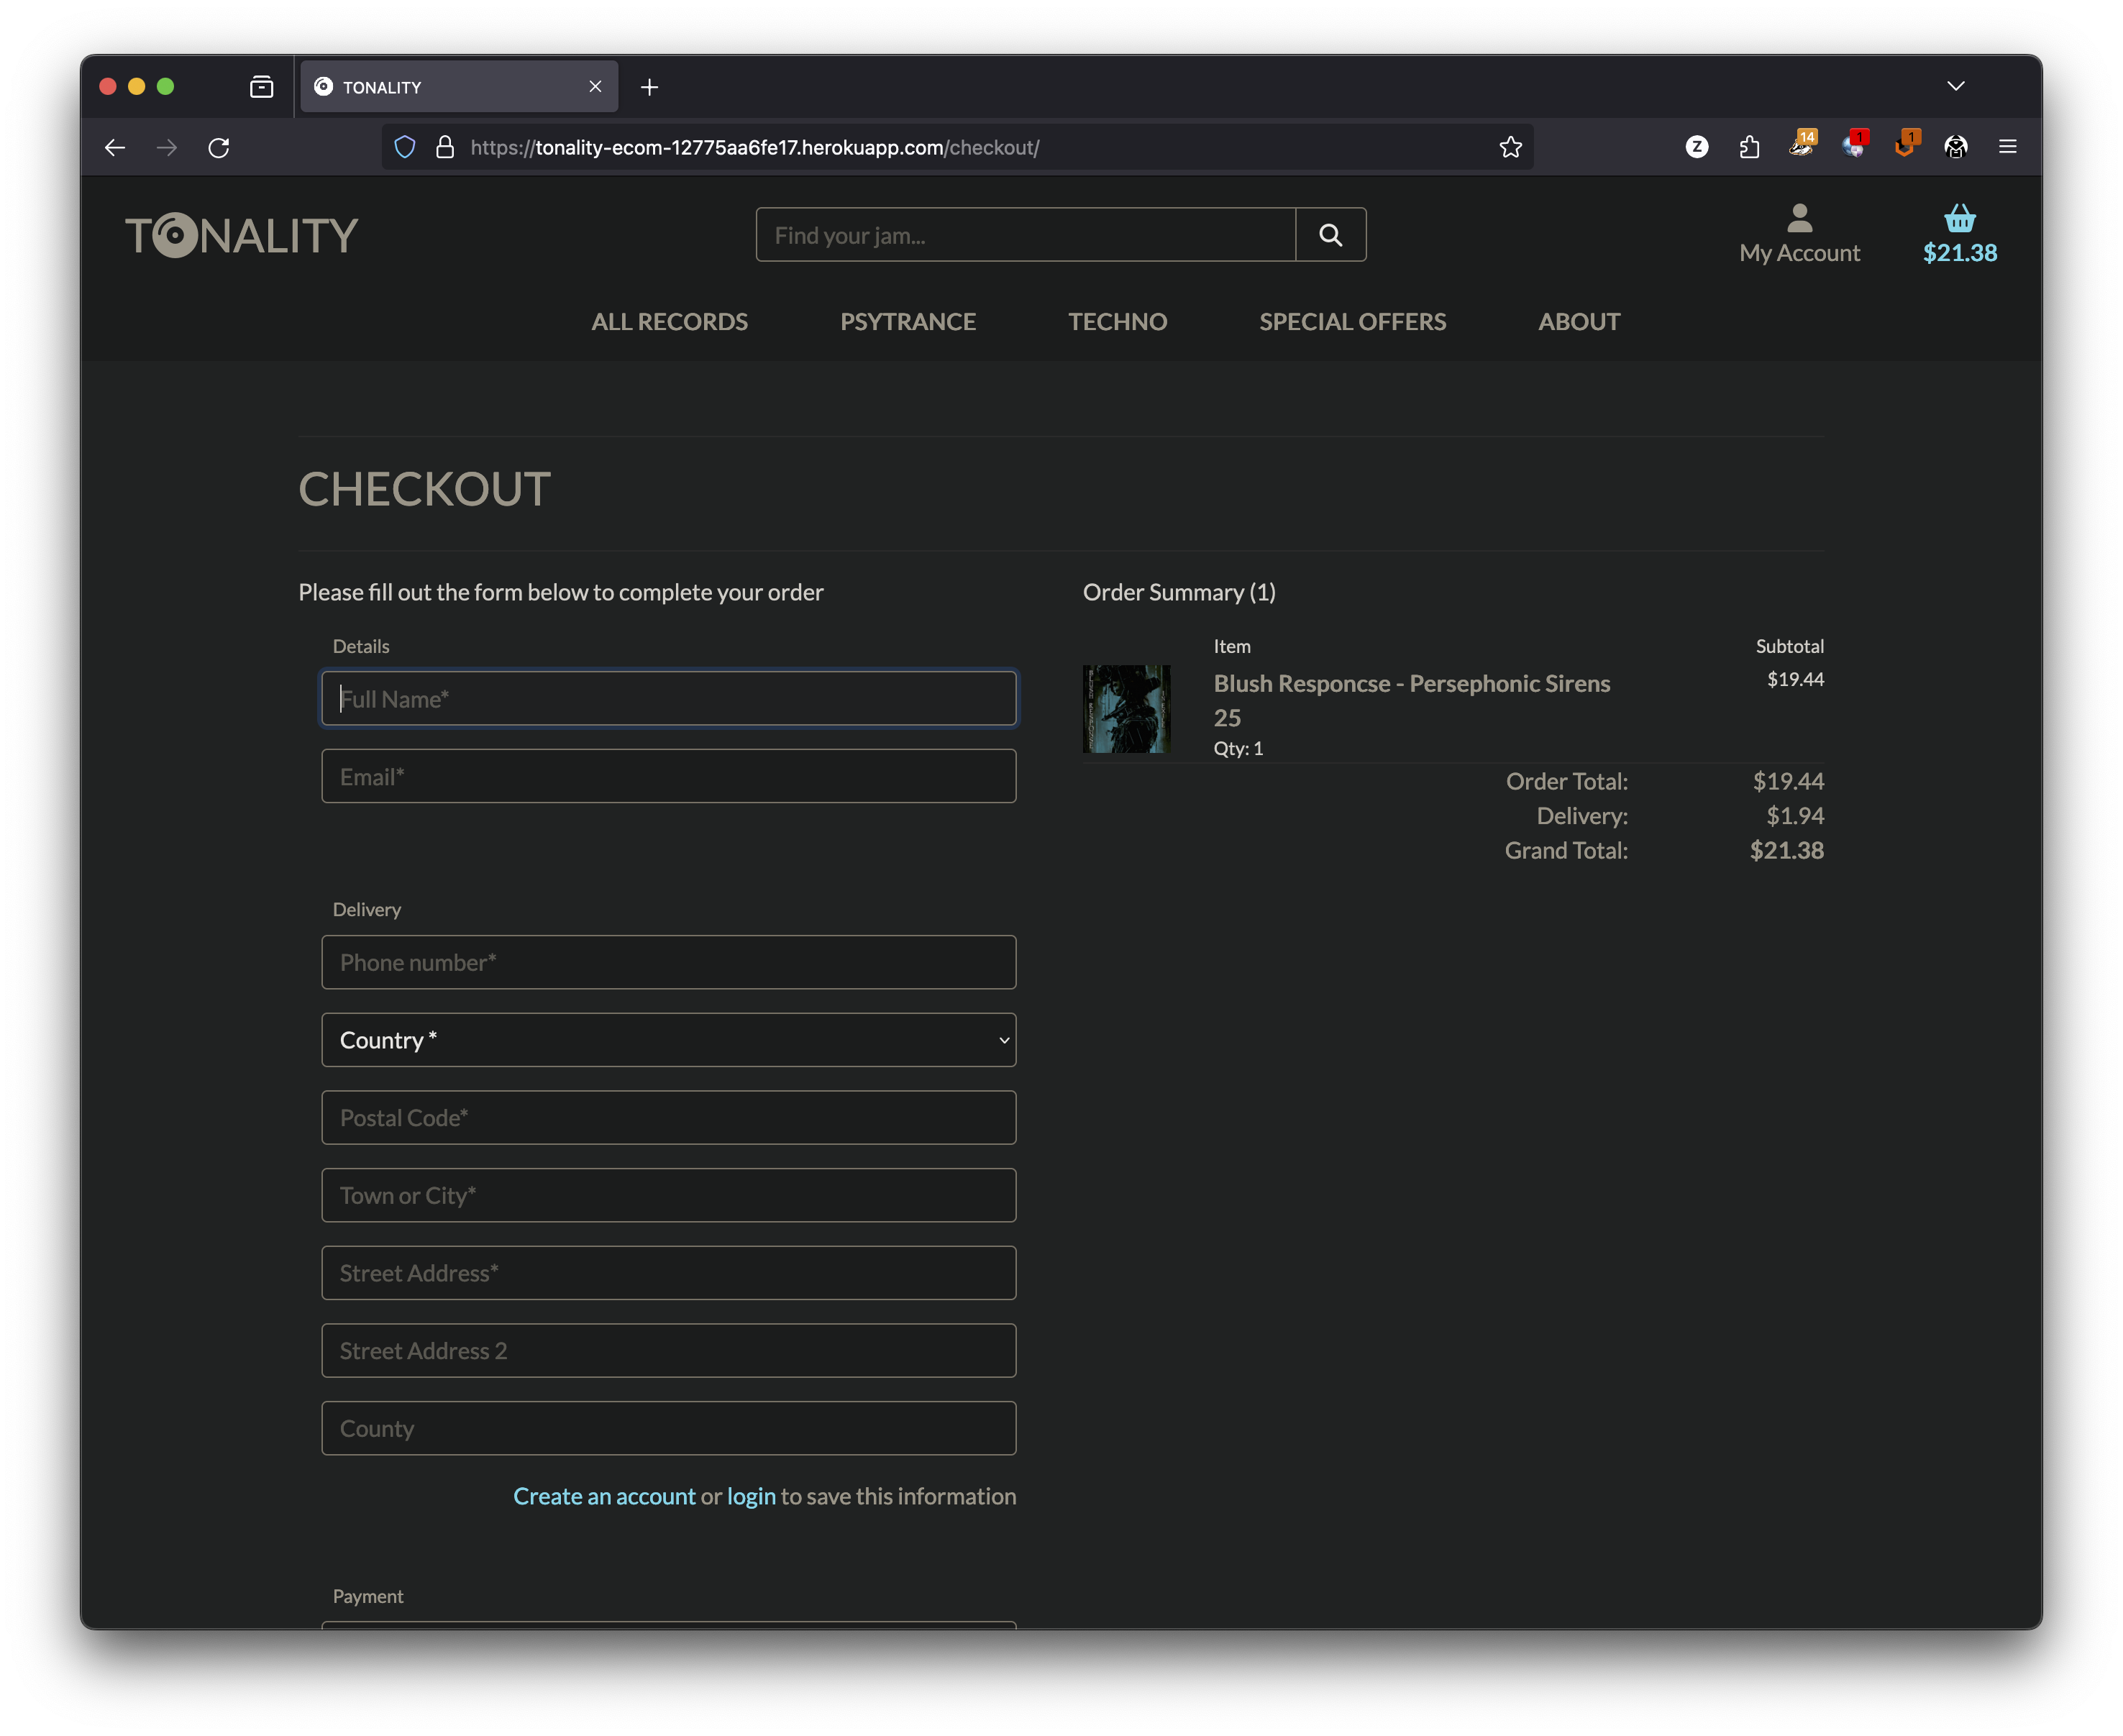 TONALITY
https://tonality-ecom-12775aa6fe17.herokuapp.com/checkout/
Z
14
1
1
TONALITY
Find your jam...
My Account
$21.38
ALL RECORDS
PSYTRANCE
TECHNO
SPECIAL OFFERS
ABOUT
CHECKOUT
Please fill out the form below to complete your order
Details
Full Name*
Email*
Delivery
Phone number*
Country *
Postal Code*
Town or City*
Street Address*
Street Address 2
County
Create an account or login to save this information
Payment
Order Summary (1)
Item
Subtotal
Blush Responcse - Persephonic Sirens
25
$19.44
Qty: 1
Order Total: $19.44
Delivery: $1.94
Grand Total: $21.38